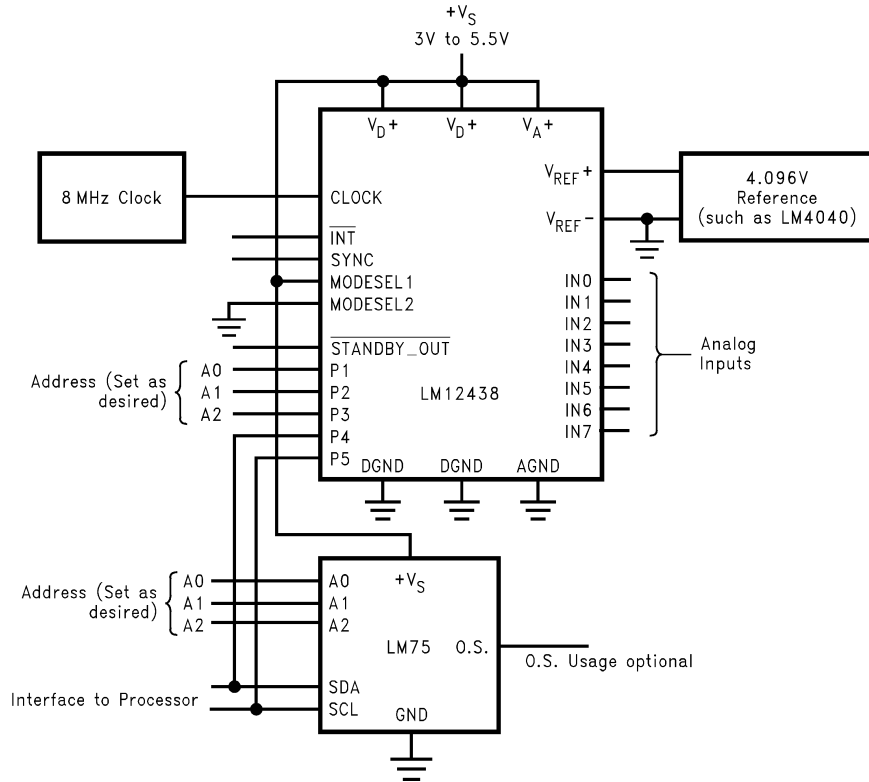 +VS
3V to 5.5V
VD+
VD+
VA+
8 MHz Clock
CLOCK
INT
SYNC
MODESEL1
MODESEL2
STANDBY_OUT
P1
P2
P3
P4
P5
VREF+
VREF-
4.096V
Reference
(such as LM4040)
IN0
IN1
IN2
IN3
IN4
IN5
IN6
IN7
Analog
Inputs
LM12438
Address (Set as
desired)
A0
A1
A2
DGND
DGND
AGND
Address (Set as
desired)
A0
A1
A2
A0
A1
A2
+VS
LM75
O.S.
O.S. Usage optional
Interface to Processor
SDA
SCL
GND